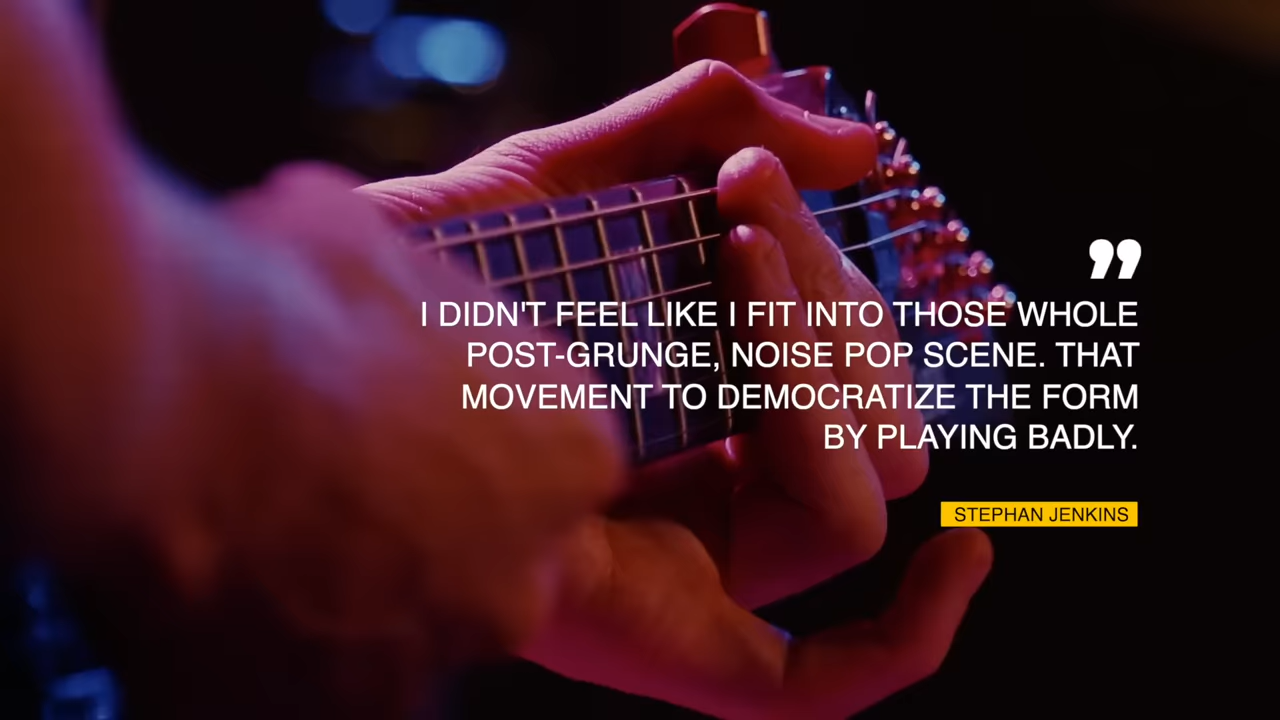 ”
I DIDN'T FEEL LIKE I FIT INTO THOSE WHOLE
POST-GRUNGE, NOISE POP SCENE. THAT
MOVEMENT TO DEMOCRATIZE THE FORM
BY PLAYING BADLY.
STEPHAN JENKINS